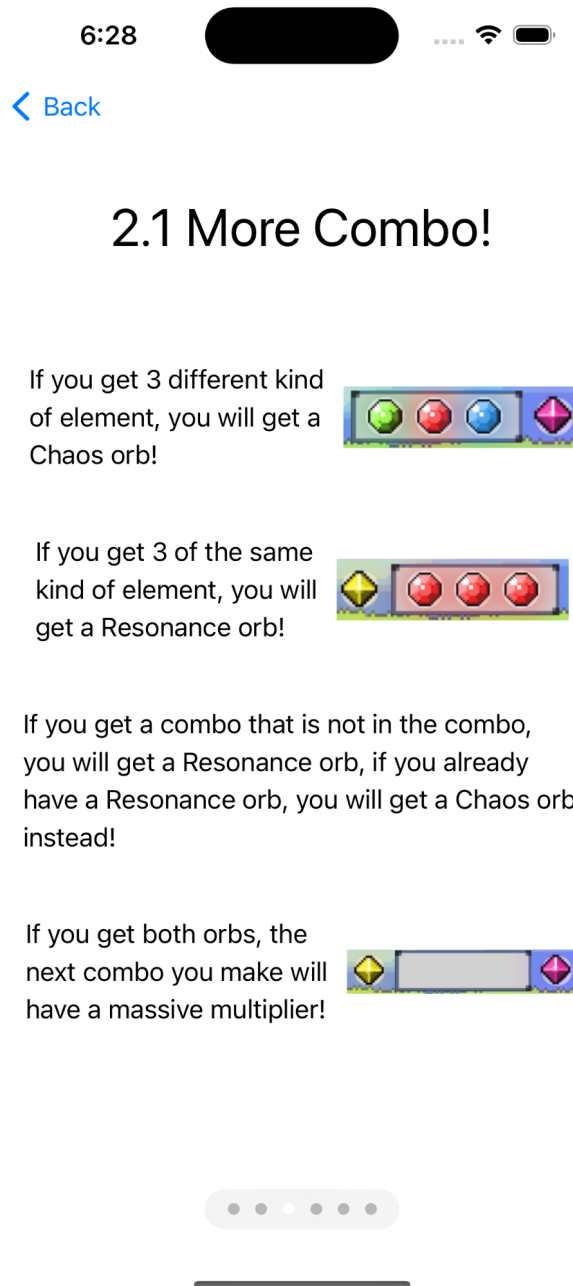 6:28
Back
2.1 More Combo!
If you get 3 different kind
of element, you will get a
Chaos orb!
If you get 3 of the same
kind of element, you will
get a Resonance orb!
If you get a combo that is not in the combo,
you will get a Resonance orb, if you already
have a Resonance orb, you will get a Chaos orb
instead!
If you get both orbs, the
next combo you make will
have a massive multiplier!